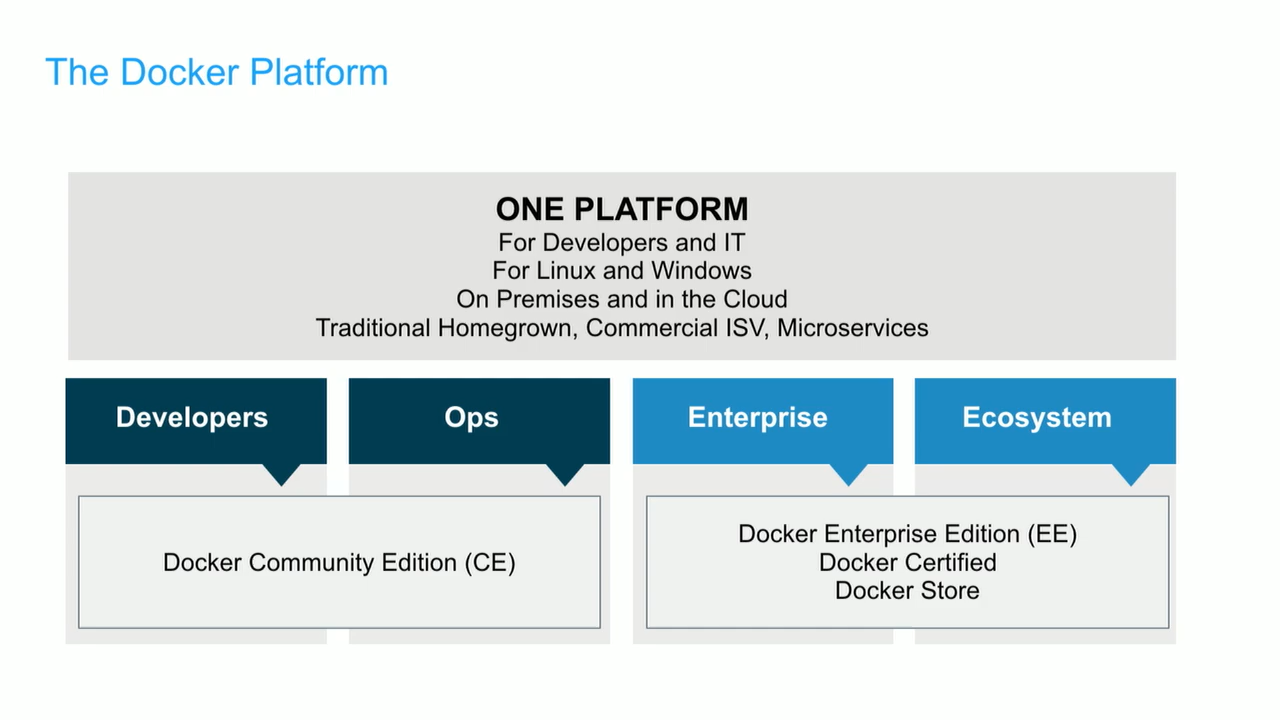 The Docker Platform
ONE PLATFORM
For Developers and IT
For Linux and Windows
On Premises and in the Cloud
Traditional Homegrown, Commercial ISV, Microservices
Developers
Ops
Enterprise
Ecosystem
Docker Community Edition (CE)
Docker Enterprise Edition (EE)
Docker Certified
Docker Store